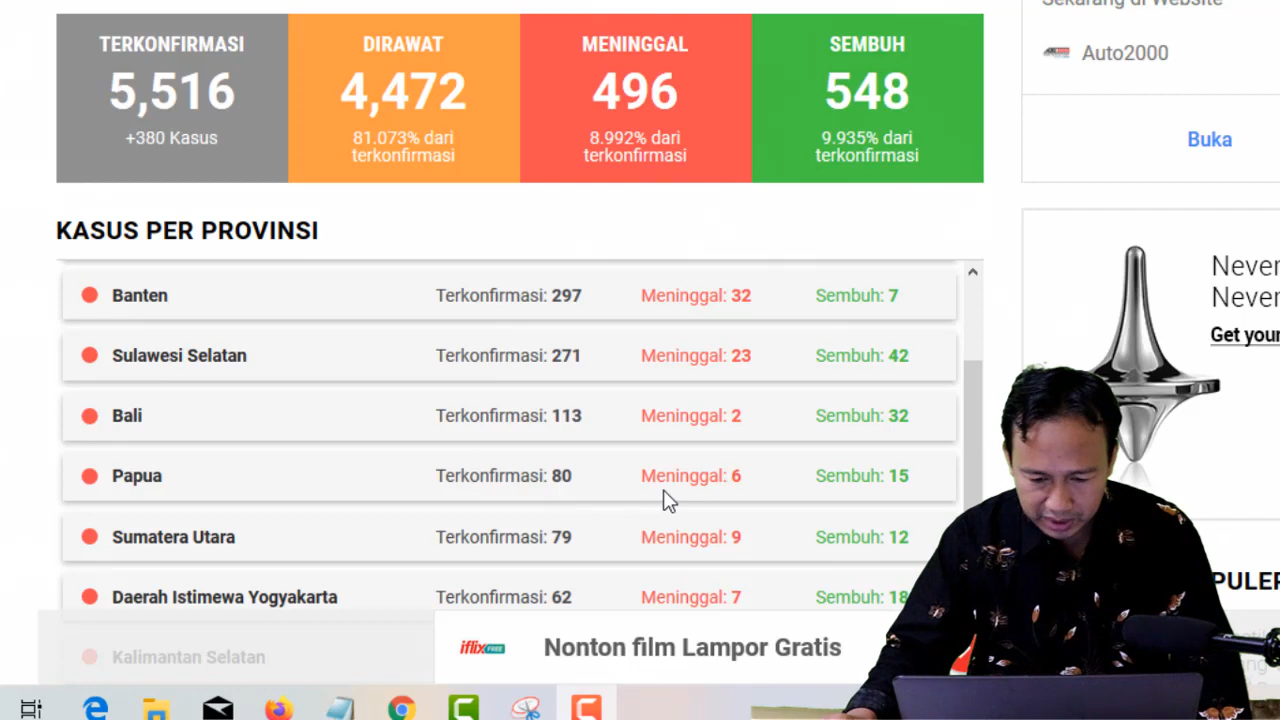 Sekarang di Website
Auto2000
Buka
TERKONFIRMASI
5,516
+380 Kasus
DIRAWAT
4,472
81.073% dari
terkonfirmasi
MENINGGAL
496
8.992% dari
terkonfirmasi
SEMBUH
548
9.935% dari
terkonfirmasi
KASUS PER PROVINSI
Banten Terkonfirmasi: 297 Meninggal: 32 Sembuh: 7
Sulawesi Selatan Terkonfirmasi: 271 Meninggal: 23 Sembuh: 42
Bali Terkonfirmasi: 113 Meninggal: 2 Sembuh: 32
Papua Terkonfirmasi: 80 Meninggal: 6 Sembuh: 15
Sumatera Utara Terkonfirmasi: 79 Meninggal: 9 Sembuh: 12
Daerah Istimewa Yogyakarta Terkonfirmasi: 62 Meninggal: 7 Sembuh: 18
Kalimantan Selatan
Never
Never
Get your
PULER
iflix FREE
Nonton film Lampor Gratis